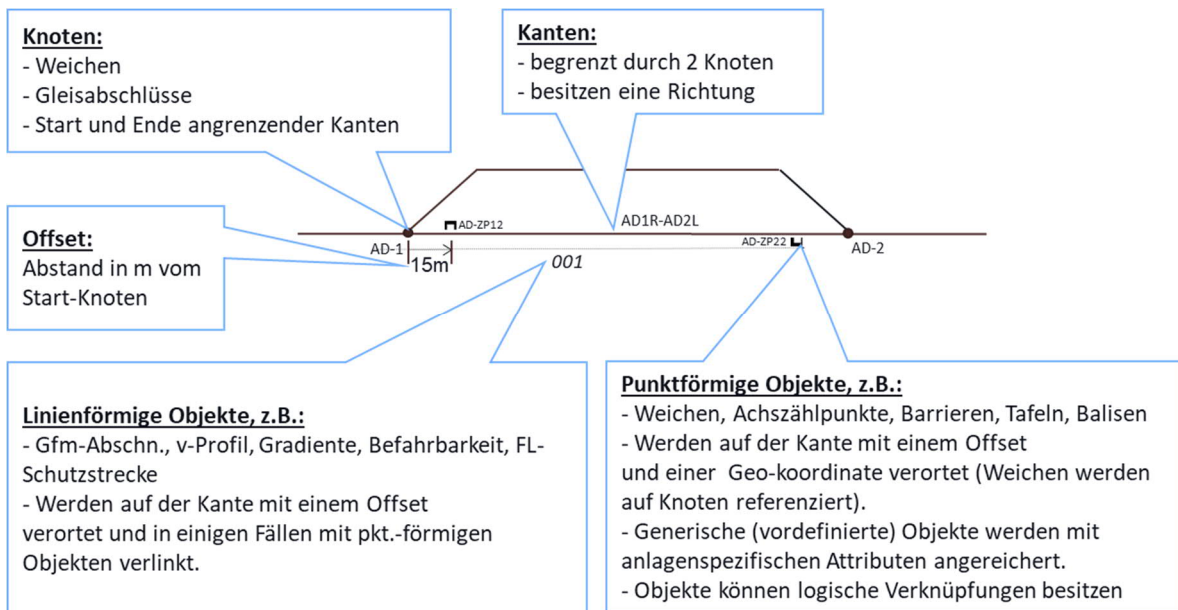 Knoten:
- Weichen
- Gleisabschlüsse
- Start und Ende angrenzender Kanten
Kanten:
- begrenzt durch 2 Knoten
- besitzen eine Richtung
Offset:
Abstand in m vom
Start-Knoten
AD-ZP12
AD1R-AD2L
AD-1
15m
001
AD-ZP22
AD-2
Linienförmige Objekte, z.B.:
- Gfm-Abschn., v-Profil, Gradiente, Befahrbarkeit, FL-
Schutzstrecke
- Werden auf der Kante mit einem Offset
verortet und in einigen Fällen mit pkt.-förmigen
Objekten verlinkt.
Punktförmige Objekte, z.B.:
- Weichen, Achszählpunkte, Barrieren, Tafeln, Balisen
- Werden auf der Kante mit einem Offset
und einer Geo-koordinate verortet (Weichen werden
auf Knoten referenziert).
- Generische (vordefinierte) Objekte werden mit
anlagenspezifischen Attributen angereichert.
- Objekte können logische Verknüpfungen besitzen